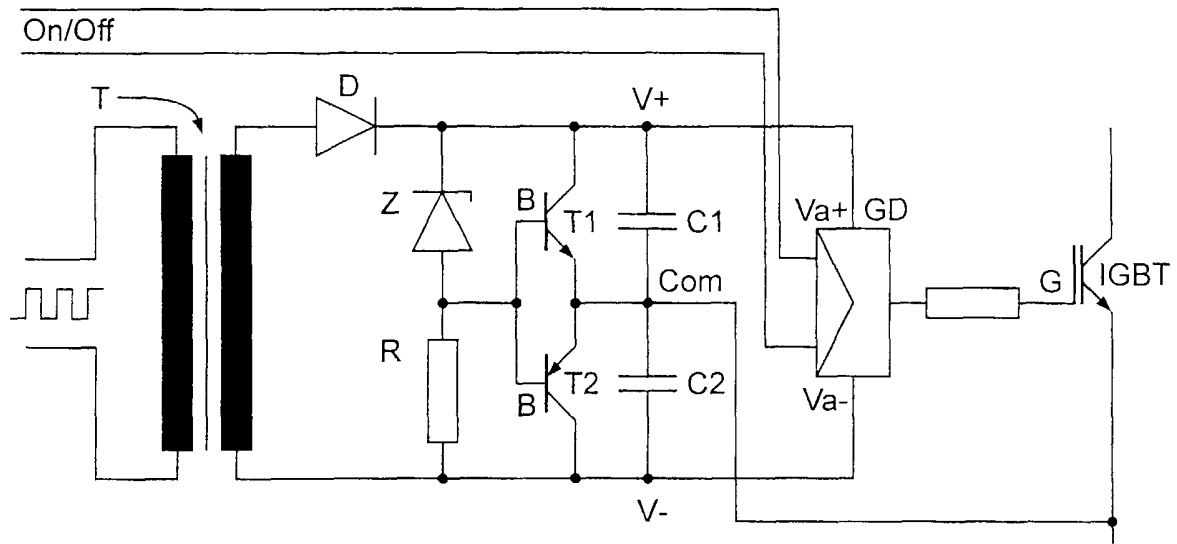 On/Off
T
D
V+
Z
B
T1
C1
Va+
GD
Com
G
IGBT
R
B
T2
C2
Va-
V-